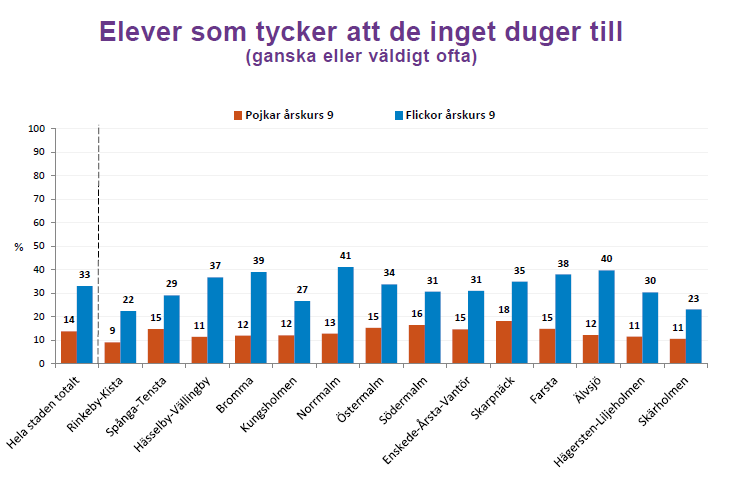 Elever som tycker att de inget duger till
(ganska eller väldigt ofta)
Pojkar årskurs 9 Flickor årskurs 9
100
90
80
70
60
50
40
30
20
10
0
%
14 33
9 22
15 29
11 37
12 39
12 27
13 41
15 34
16 31
15 31
18 35
15 38
12 40
11 30
11 23
Hela staden totalt
Rinkeby-Kista
Spånga-Tensta
Hässelby-Vällingby
Bromma
Kungsholmen
Norrmalm
Östermalm
Södermalm
Enskede-Årsta-Vantör
Skarpnäck
Farsta
Älvsjö
Hägersten-Liljeholmen
Skärholmen